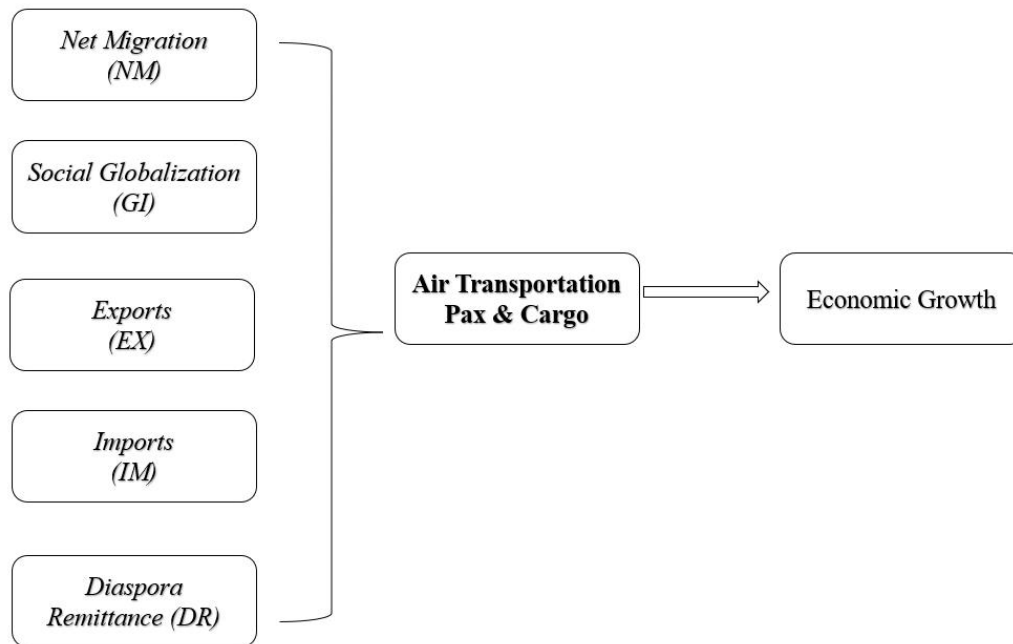 Net Migration
(NM)
Social Globalization
(GI)
Exports
(EX)
Imports
(IM)
Diaspora
Remittance (DR)
Air Transportation
Pax & Cargo
Economic Growth